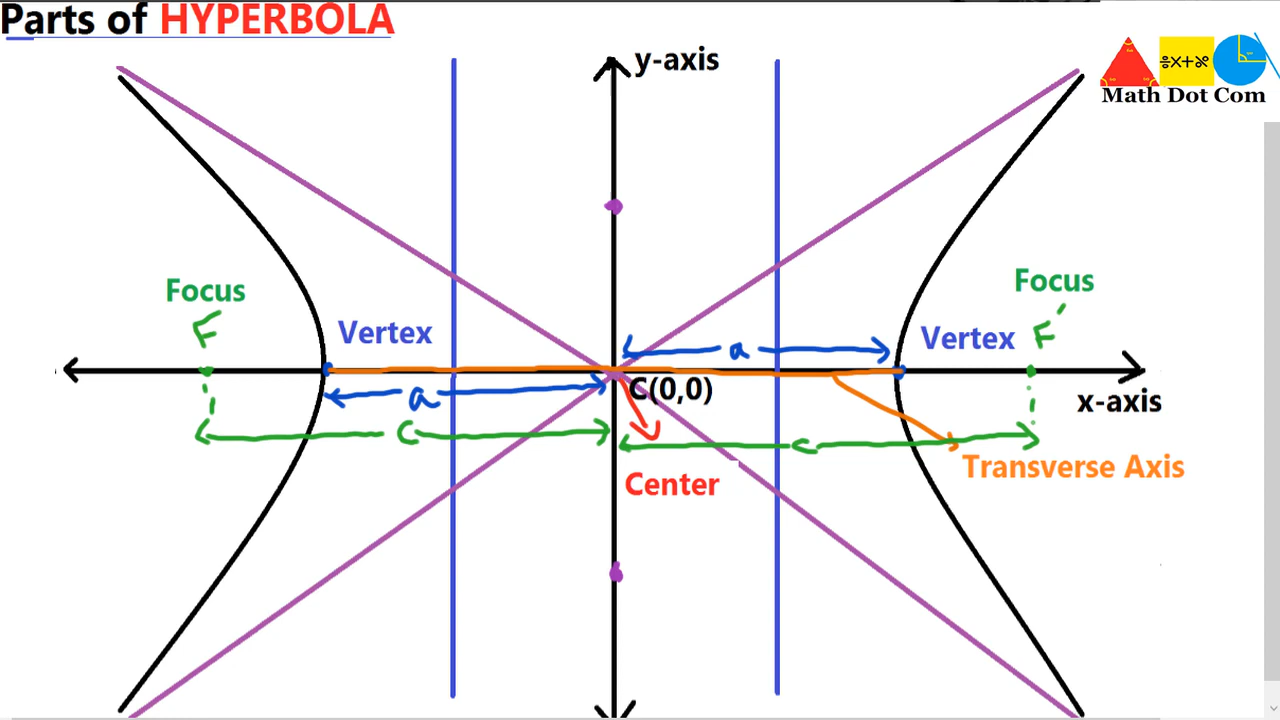 Parts of HYPERBOLA
y-axis
÷×+%
Math Dot Com
Focus
F
Vertex
a
Focus
F′
Vertex
C(0,0)
a
x-axis
C
C
Center
Transverse Axis